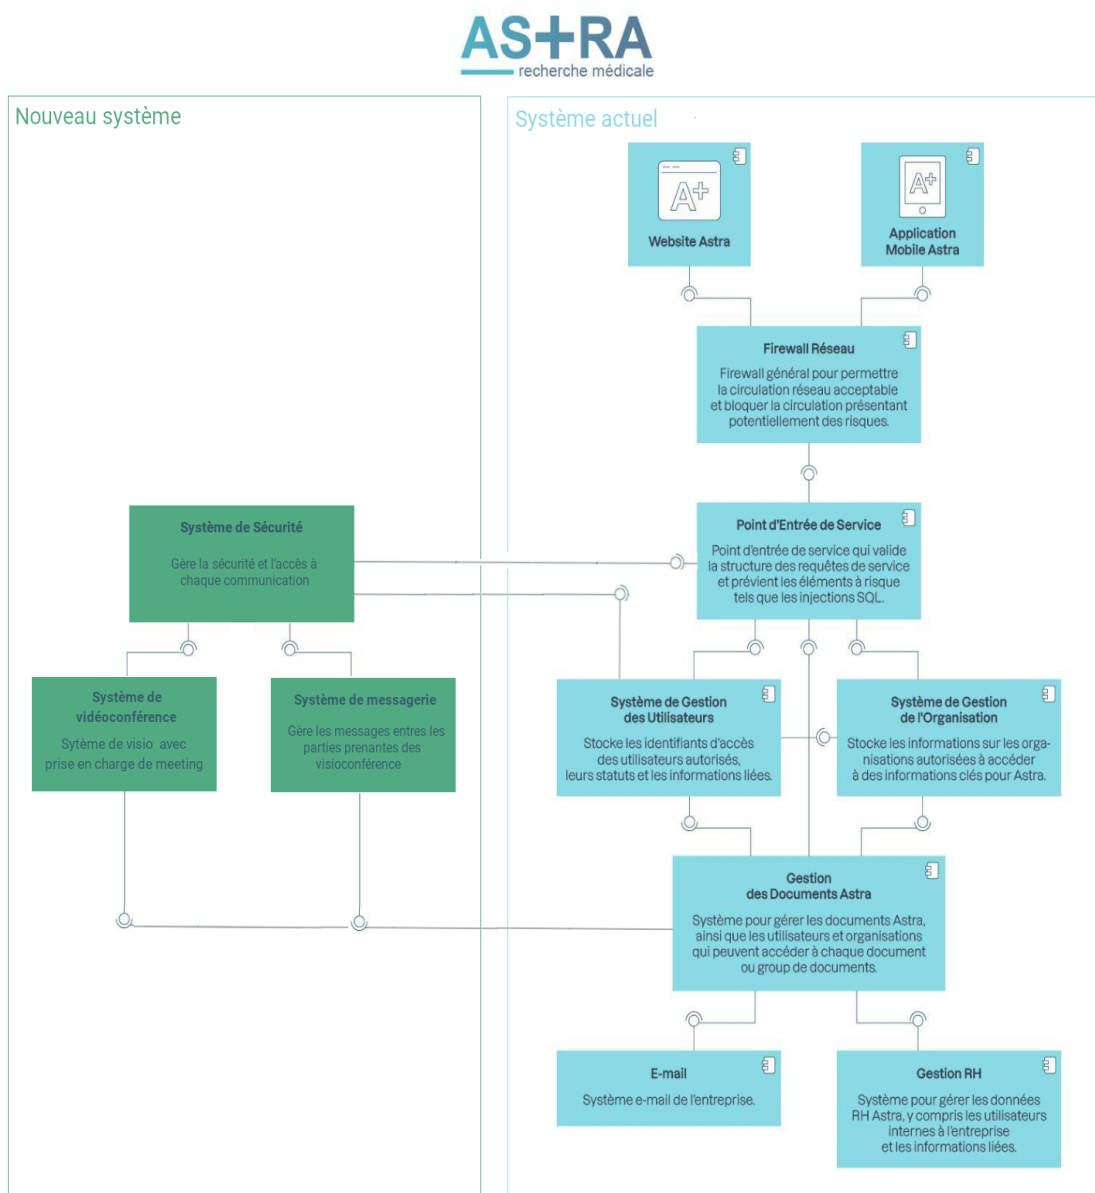 AS+RA
recherche médicale
Nouveau système
Système actuel
A+
Website Astra
A+
Application
Mobile Astra
Firewall Réseau
Firewall général pour permettre
la circulation réseau acceptable
et bloquer la circulation présentant
potentiellement des risques.
Système de Sécurité
Gère la sécurité et l'accès à
chaque communication
Point d'Entrée de Service
Point d'entrée de service qui valide
la structure des requêtes de service
et prévient les éléments à risque
tels que les injections SQL.
Système de
vidéoconférence
Sytème de visio avec
prise en charge de meeting
Système de messagerie
Gère les messages entres les
parties prenantes des
visioconférence
Système de Gestion
des Utilisateurs
Stocke les identifiants d'accès
des utilisateurs autorisés,
leurs statuts et les informations liées.
Système de Gestion
de l'Organisation
Stocke les informations sur les orga-
nisations autorisées à accéder
à des informations clés pour Astra.
Gestion
des Documents Astra
Système pour gérer les documents Astra,
ainsi que les utilisateurs et organisations
qui peuvent accéder à chaque document
ou group de documents.
E-mail
Système e-mail de l'entreprise.
Gestion RH
Système pour gérer les données
RH Astra, y compris les utilisateurs
internes à l'entreprise
et les informations liées.